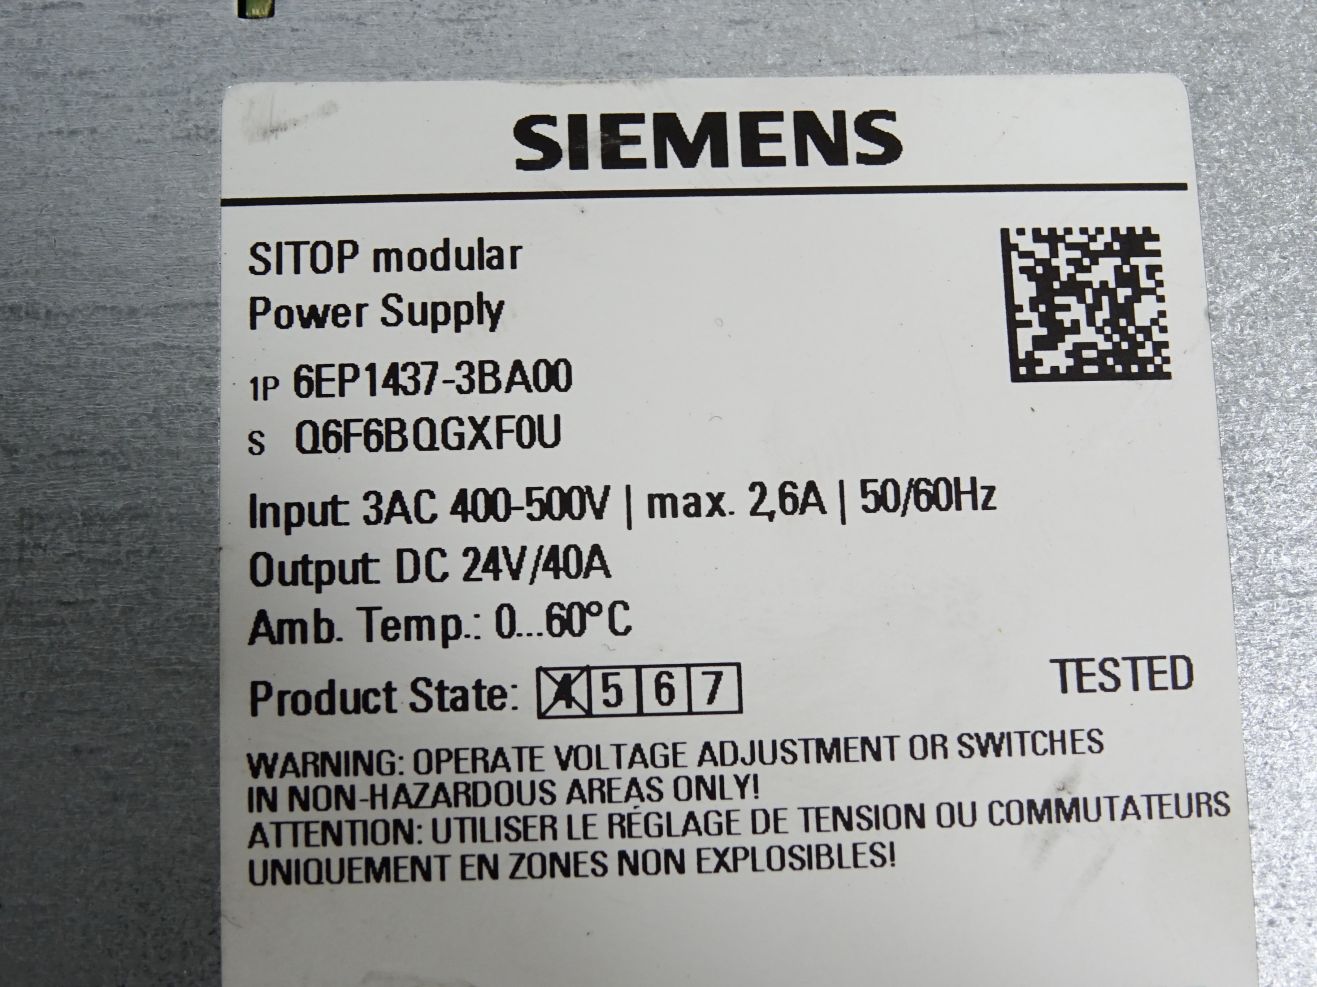 SIEMENS
SITOP modular
Power Supply
1P 6EP1437-3BA00
S Q6F6BQGXF0U
Input: 3AC 400-500V | max. 2,6A | 50/60Hz
Output: DC 24V/40A
Amb. Temp.: 0...60°C
Product State: 4 5 6 7
TESTED
WARNING: OPERATE VOLTAGE ADJUSTMENT OR SWITCHES
IN NON-HAZARDOUS AREAS ONLY!
ATTENTION: UTILISER LE RÉGLAGE DE TENSION OU COMMUTATEURS
UNIQUEMENT EN ZONES NON EXPLOSIBLES!